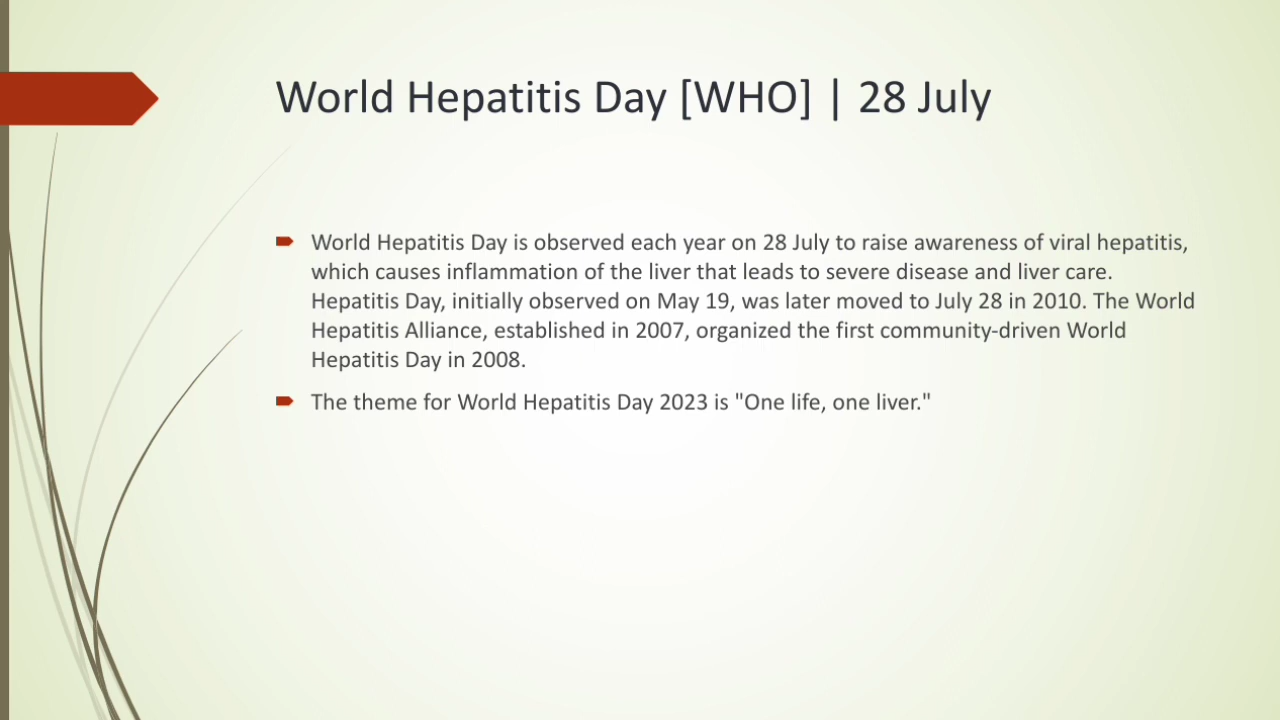 World Hepatitis Day [WHO] | 28 July
World Hepatitis Day is observed each year on 28 July to raise awareness of viral hepatitis,
which causes inflammation of the liver that leads to severe disease and liver care.
Hepatitis Day, initially observed on May 19, was later moved to July 28 in 2010. The World
Hepatitis Alliance, established in 2007, organized the first community-driven World
Hepatitis Day in 2008.
The theme for World Hepatitis Day 2023 is "One life, one liver."